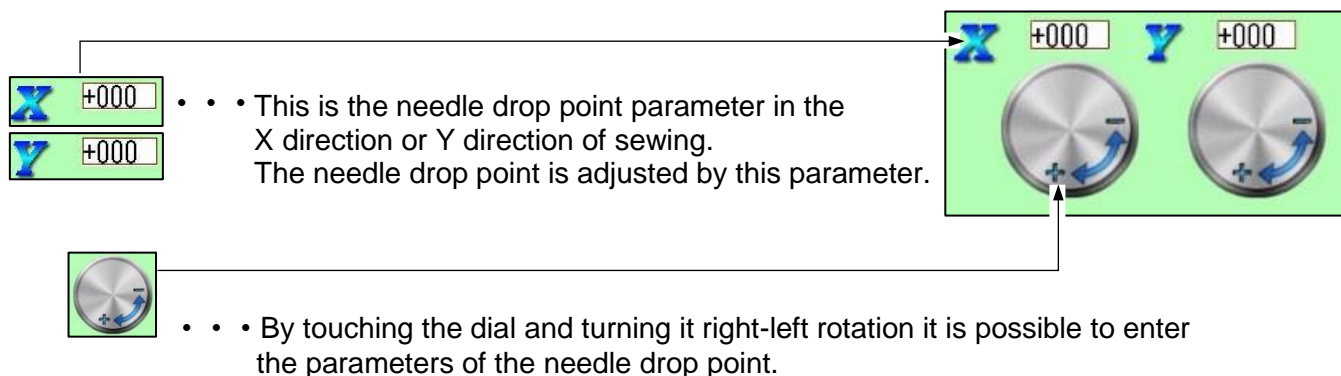 X +000 Y +000
X +000 • • • This is the needle drop point parameter in the
X direction or Y direction of sewing.
Y +000
The needle drop point is adjusted by this parameter.
− −
+ +
−
+
• • • By touching the dial and turning it right-left rotation it is possible to enter
the parameters of the needle drop point.